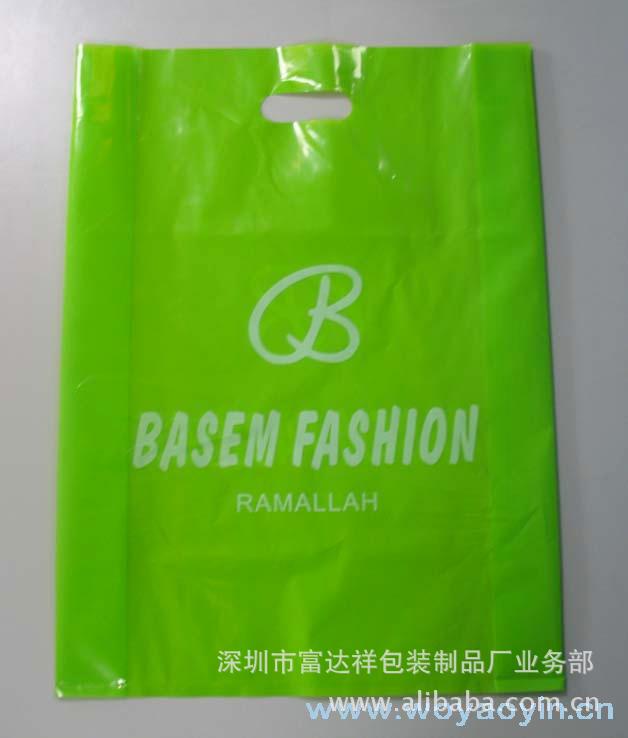 B
BASEM FASHION
RAMALLAH
深圳市富达祥包装制品厂业务部
www.alibaba.com.cn
www.woyaoyin.cn